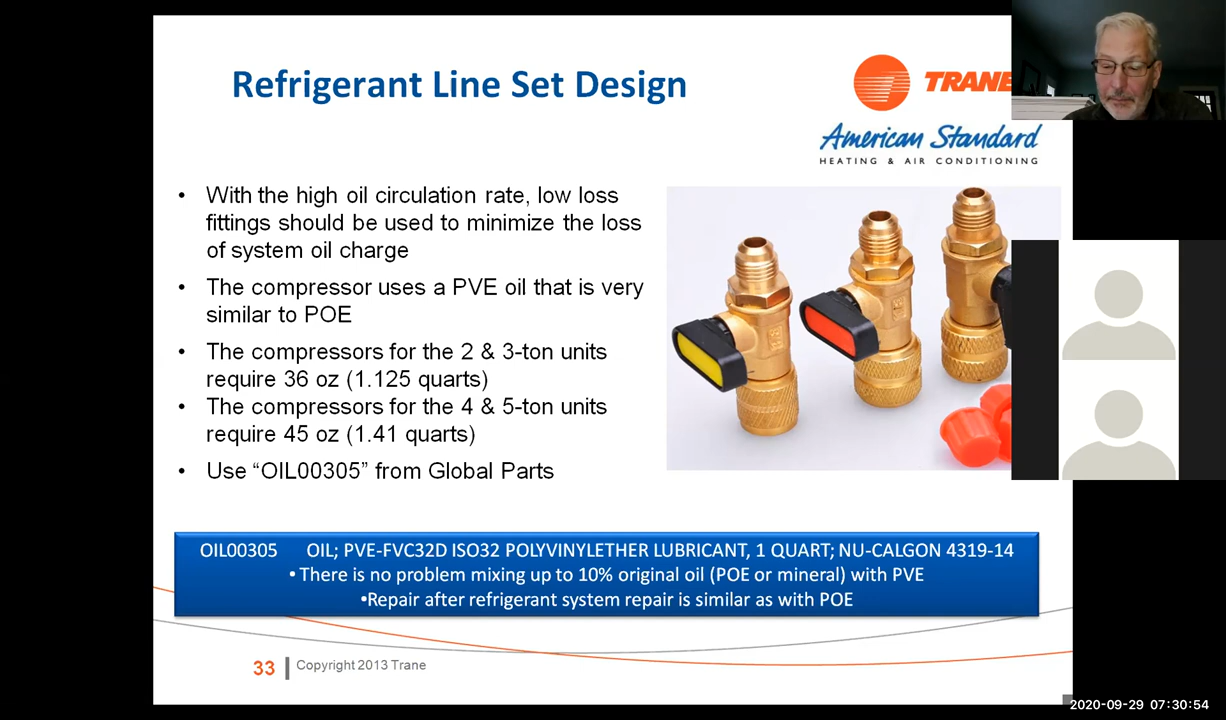 Refrigerant Line Set Design
TRANE
American Standard
HEATING & AIR CONDITIONING
• With the high oil circulation rate, low loss
fittings should be used to minimize the loss
of system oil charge
• The compressor uses a PVE oil that is very
similar to POE
• The compressors for the 2 & 3-ton units
require 36 oz (1.125 quarts)
• The compressors for the 4 & 5-ton units
require 45 oz (1.41 quarts)
• Use “OIL00305” from Global Parts
OIL00305 OIL; PVE-FVC32D ISO32 POLYVINYLETHER LUBRICANT, 1 QUART; NU-CALGON 4319-14
• There is no problem mixing up to 10% original oil (POE or mineral) with PVE
•Repair after refrigerant system repair is similar as with POE
33 Copyright 2013 Trane
2020-09-29 07:30:54